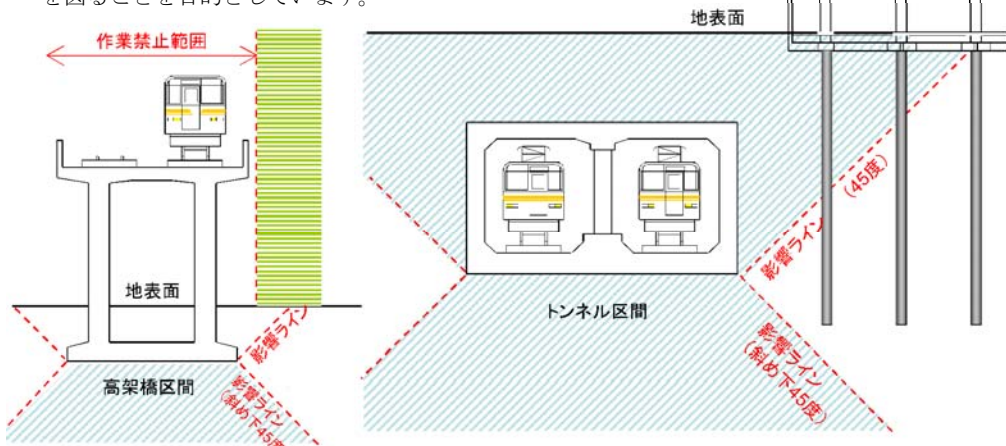 を図ることを目的としています。
作業禁止範囲
地表面
高架橋区間
影響ライン
影響ライン
(斜め下45度)
地表面
トンネル区間
影響ライン
(45度)
影響ライン
(斜め下45度)